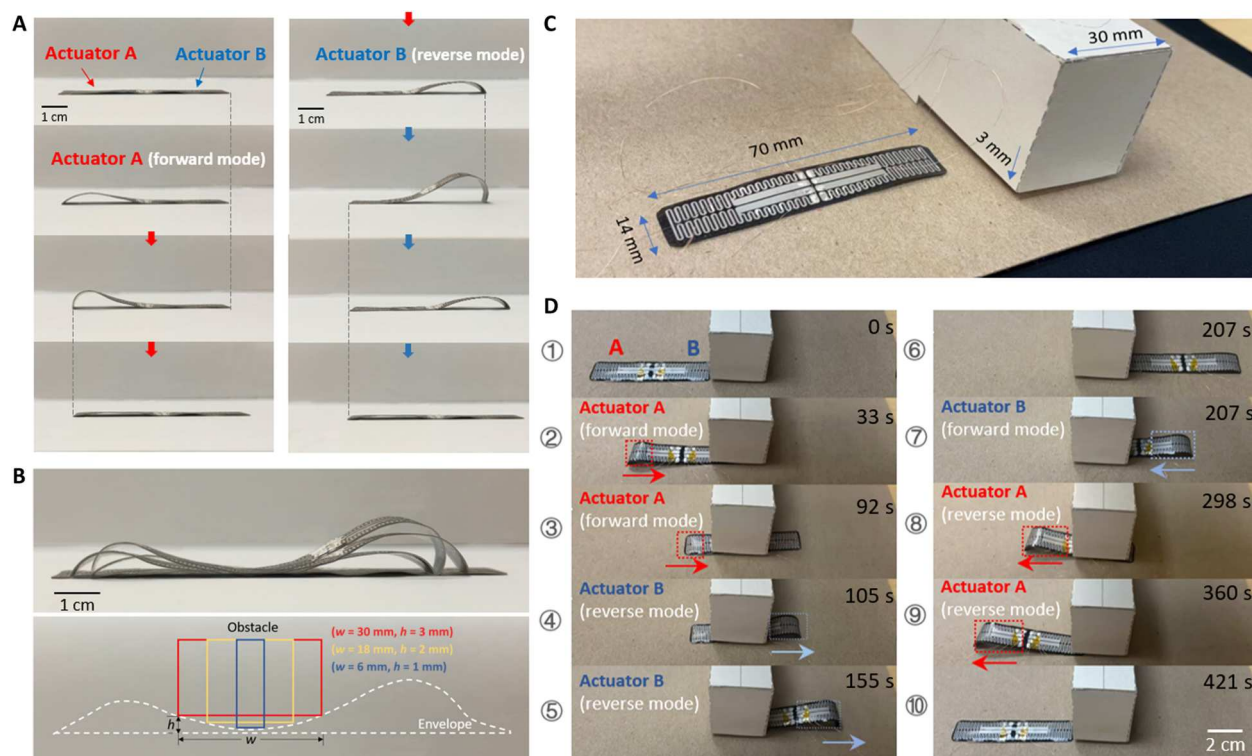 A
Actuator A
Actuator B
1 cm
Actuator A (forward mode)
Actuator B (reverse mode)
1 cm
B
1 cm
Obstacle
(w = 30 mm, h = 3 mm)
(w = 18 mm, h = 2 mm)
(w = 6 mm, h = 1 mm)
h
Envelope
w
C
30 mm
70 mm
3 mm
14 mm
D
①
A
B
0 s
②
Actuator A
(forward mode)
33 s
③
Actuator A
(forward mode)
92 s
④
Actuator B
(reverse mode)
105 s
⑤
Actuator B
(reverse mode)
155 s
⑥
207 s
⑦
Actuator B
(forward mode)
207 s
⑧
Actuator A
(reverse mode)
298 s
⑨
Actuator A
(reverse mode)
360 s
⑩
421 s
2 cm